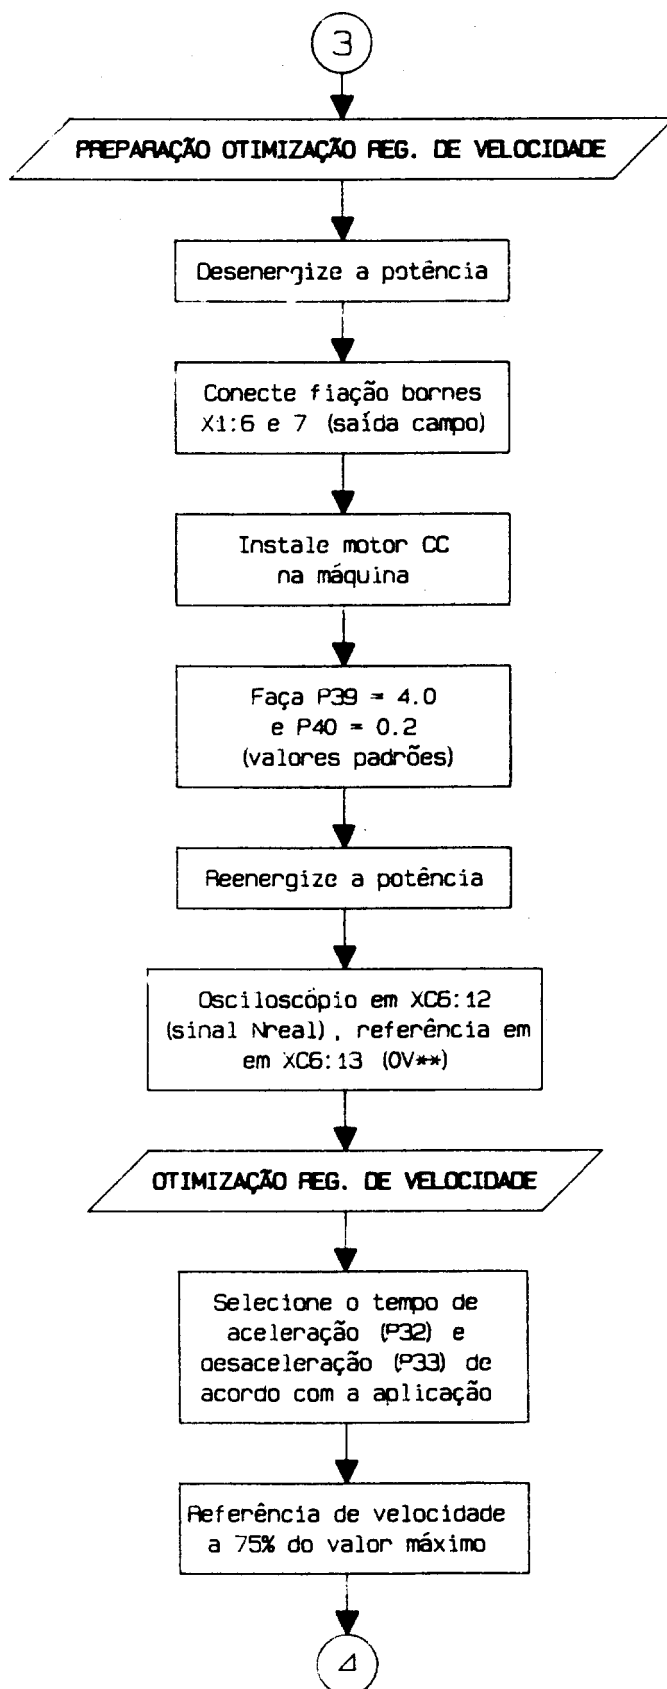 3
PREPARAÇÃO OTIMIZAÇÃO REG. DE VELOCIDADE
Desenergize a potência
Conecte fiação bornes
X1:6 e 7 (saída campo)
Instale motor CC
na máquina
Faça P39 = 4.0
e P40 = 0.2
(valores padrões)
Reenergize a potência
Osciloscópio em XC6:12
(sinal Nreal), referência em
em XC6:13 (0V**)
OTIMIZAÇÃO REG. DE VELOCIDADE
Selecione o tempo de
aceleração (P32) e
desaceleração (P33) de
acordo com a aplicação
Referência de velocidade
a 75% do valor máximo
4